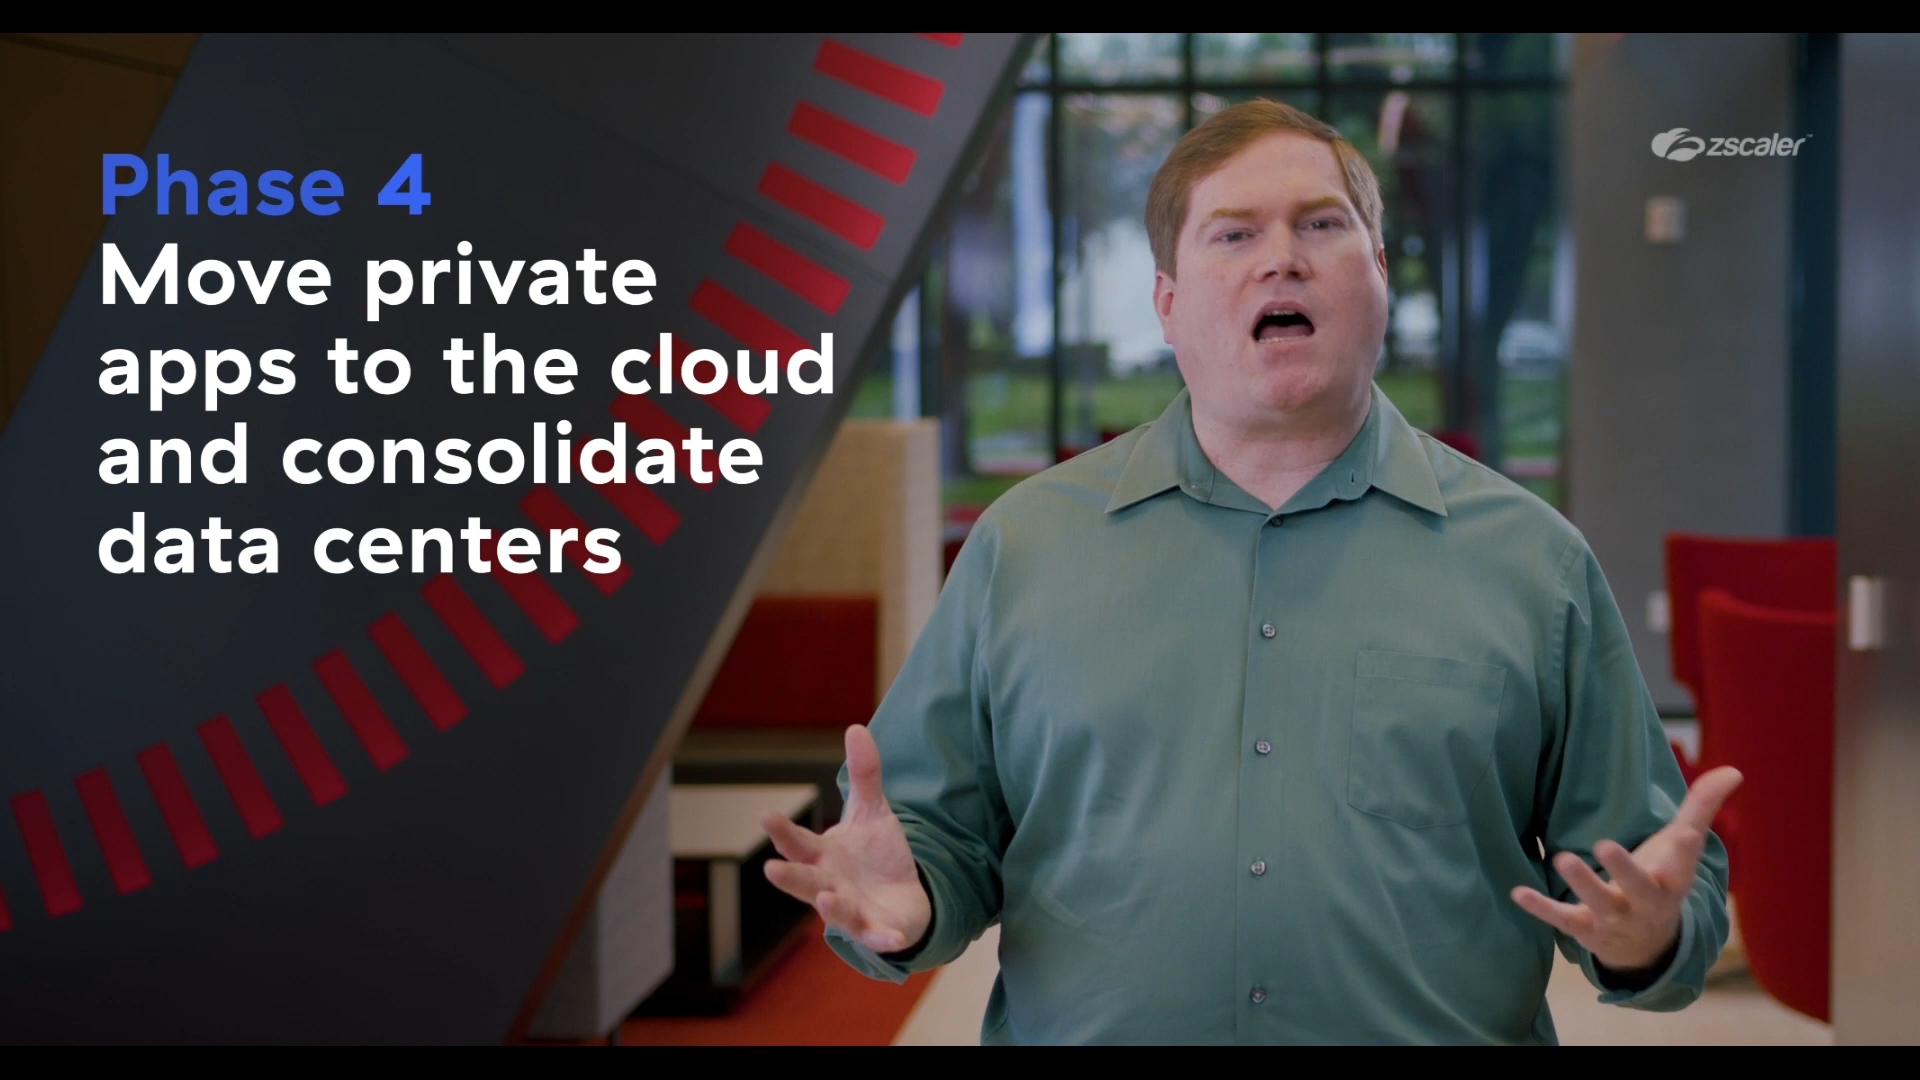 Phase 4
Move private
apps to the cloud
and consolidate
data centers
zscaler